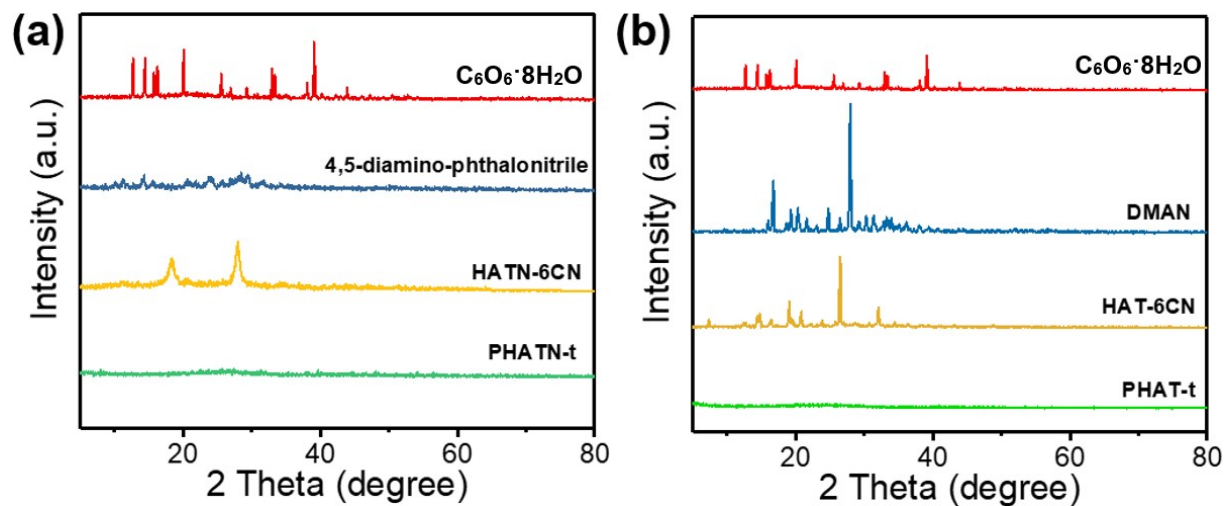 (a)
Intensity (a.u.)
C₆O₆·8H₂O
4,5-diamino-phthalonitrile
HATN-6CN
PHATN-t
20 40 60 80
2 Theta (degree)
(b)
Intensity (a.u.)
C₆O₆·8H₂O
DMAN
HAT-6CN
PHAT-t
20 40 60 80
2 Theta (degree)